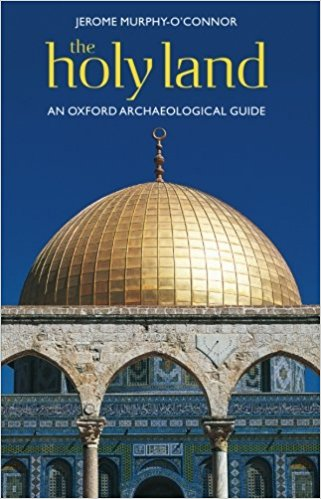 JEROME MURPHY-O'CONNOR
the
holy land
AN OXFORD ARCHAEOLOGICAL GUIDE